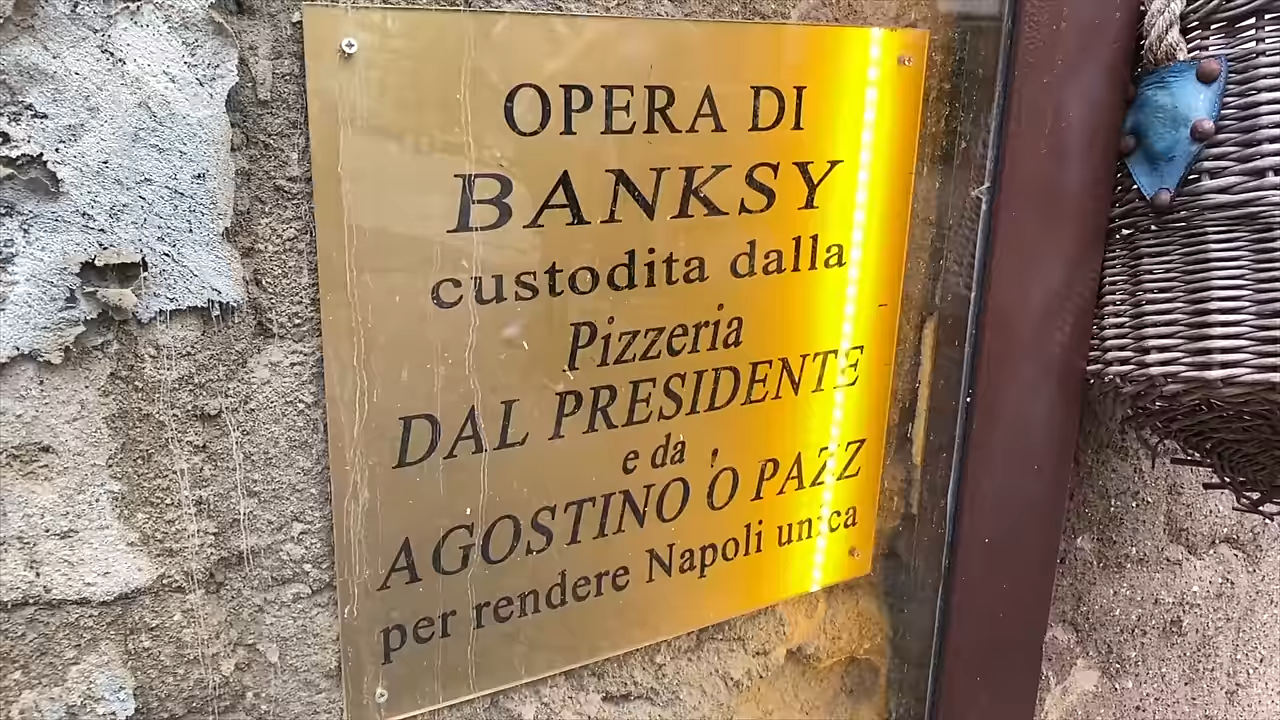 OPERA DI
BANKSY
custodita dalla
Pizzeria
DAL PRESIDENTE
e da
AGOSTINO 'O PAZZ
per rendere Napoli unica